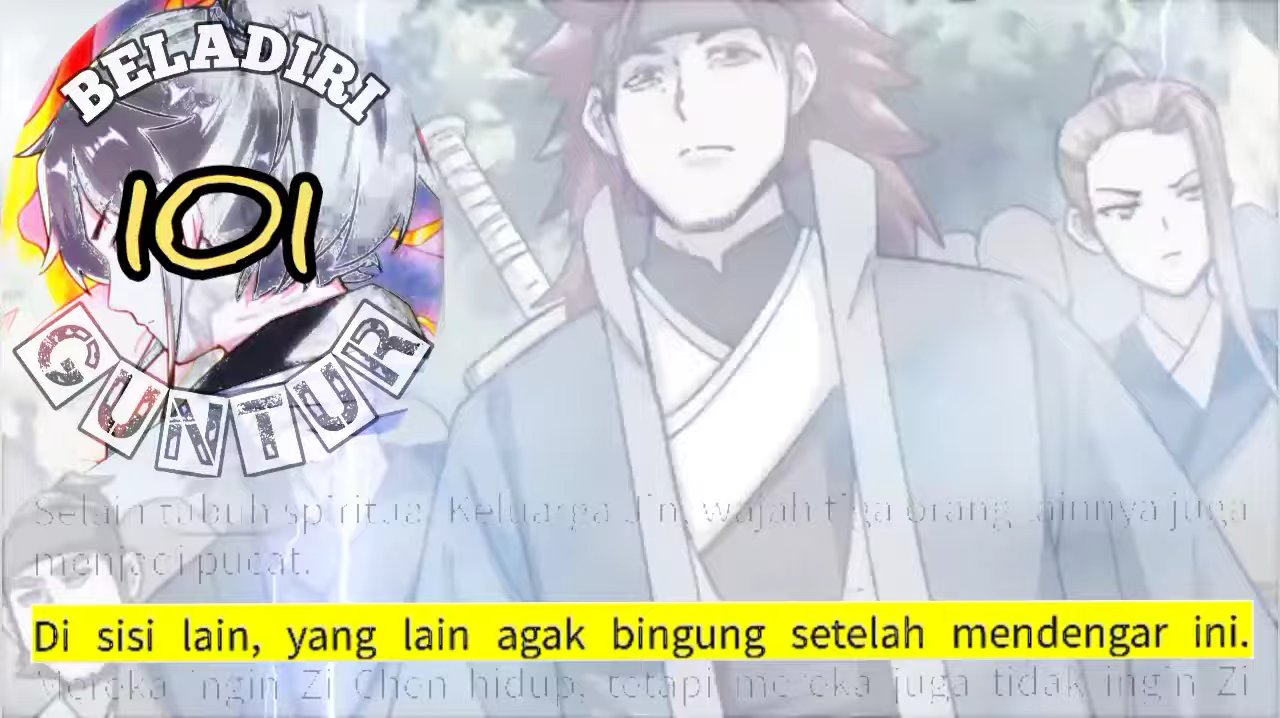 BELADIRI
101
GUNTUR
Selain tubuh spiritual Keluarga Jin, wajah tiga orang lainnya juga
menjadi pucat.
Di sisi lain, yang lain agak bingung setelah mendengar ini.
Mereka ingin Zi Chen hidup, tetapi mereka juga tidak ingin Zi